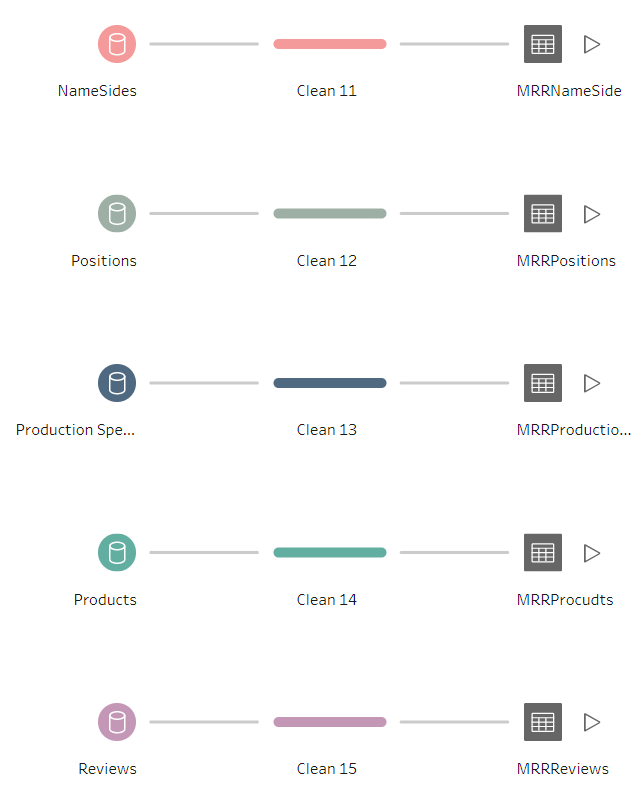 NameSides Clean 11 MRRNameSide
Positions Clean 12 MRRPositions
Production Spe... Clean 13 MRRProductio...
Products Clean 14 MRRProcudts
Reviews Clean 15 MRRReviews